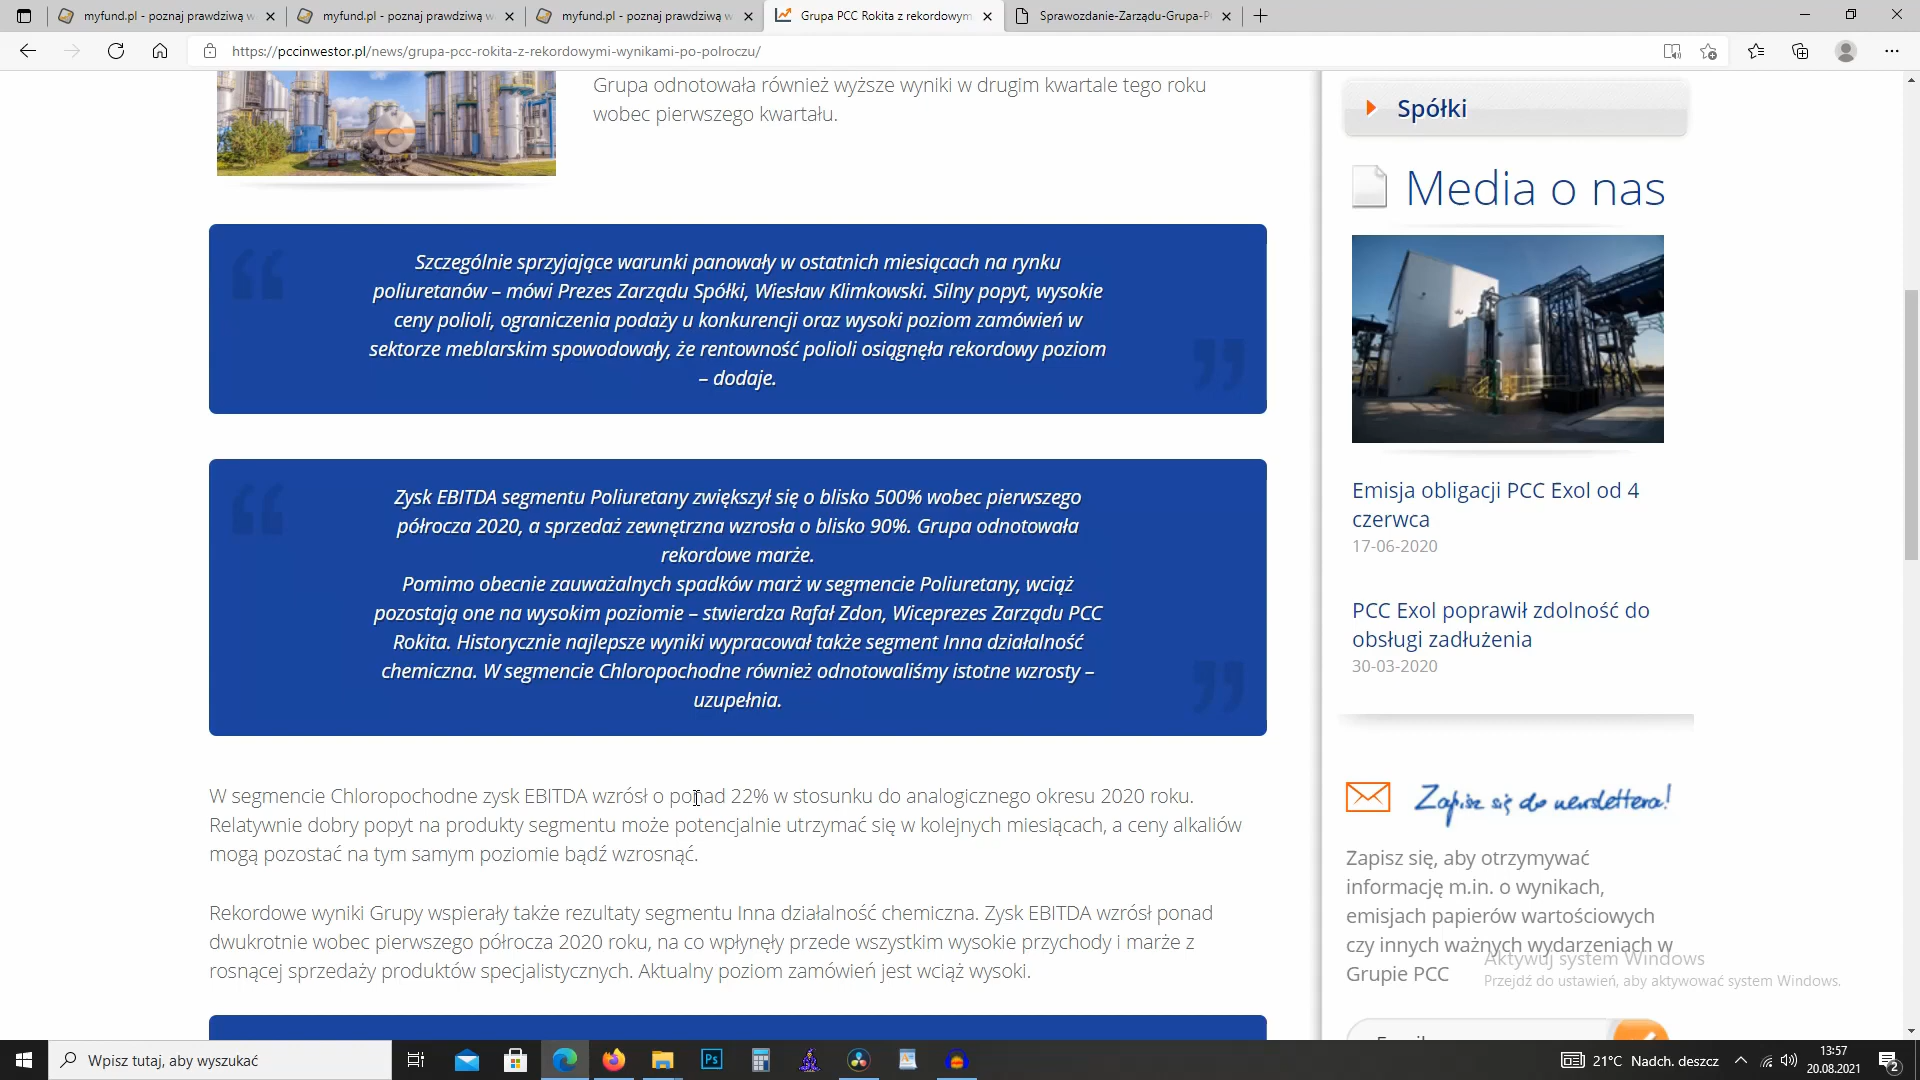 myfund.pl - poznaj prawdziwą w
myfund.pl - poznaj prawdziwą w
myfund.pl - poznaj prawdziwą w
Grupa PCC Rokita z rekordowym
Sprawozdanie-Zarządu-Grupa-P
https://pccinwestor.pl/news/grupa-pcc-rokita-z-rekordowymi-wynikami-po-polroczu/
Grupa odnotowała również wyższe wyniki w drugim kwartale tego roku
wobec pierwszego kwartału.
Szczególnie sprzyjające warunki panowały w ostatnich miesiącach na rynku
poliuretanów – mówi Prezes Zarządu Spółki, Wiesław Klimkowski. Silny popyt, wysokie
ceny polioli, ograniczenia podaży u konkurencji oraz wysoki poziom zamówień w
sektorze meblarskim spowodowały, że rentowność polioli osiągnęła rekordowy poziom
– dodaje.
Zysk EBITDA segmentu Poliuretany zwiększył się o blisko 500% wobec pierwszego
półrocza 2020, a sprzedaż zewnętrzna wzrosła o blisko 90%. Grupa odnotowała
rekordowe marże.
Pomimo obecnie zauważalnych spadków marż w segmencie Poliuretany, wciąż
pozostają one na wysokim poziomie – stwierdza Rafał Zdon, Wiceprezes Zarządu PCC
Rokita. Historycznie najlepsze wyniki wypracował także segment Inna działalność
chemiczna. W segmencie Chloropochodne również odnotowaliśmy istotne wzrosty –
uzupełnia.
W segmencie Chloropochodne zysk EBITDA wzrósł o ponad 22% w stosunku do analogicznego okresu 2020 roku.
Relatywnie dobry popyt na produkty segmentu może potencjalnie utrzymać się w kolejnych miesiącach, a ceny alkaliów
mogą pozostać na tym samym poziomie bądź wzrosnąć.
Rekordowe wyniki Grupy wspierały także rezultaty segmentu Inna działalność chemiczna. Zysk EBITDA wzrósł ponad
dwukrotnie wobec pierwszego półrocza 2020 roku, na co wpłynęły przede wszystkim wysokie przychody i marże z
rosnącej sprzedaży produktów specjalistycznych. Aktualny poziom zamówień jest wciąż wysoki.
Spółki
Media o nas
Emisja obligacji PCC Exol od 4
czerwca
17-06-2020
PCC Exol poprawił zdolność do
obsługi zadłużenia
30-03-2020
Zapisz się do newslettera!
Zapisz się, aby otrzymywać
informację m.in. o wynikach,
emisjach papierów wartościowych
czy innych ważnych wydarzeniach w
Grupie PCC
Aktywuj system Windows
Przejdź do ustawień, aby aktywować system Windows.
Wpisz tutaj, aby wyszukać
Ps
21°C Nadch. deszcz
13:57
20.08.2021
2